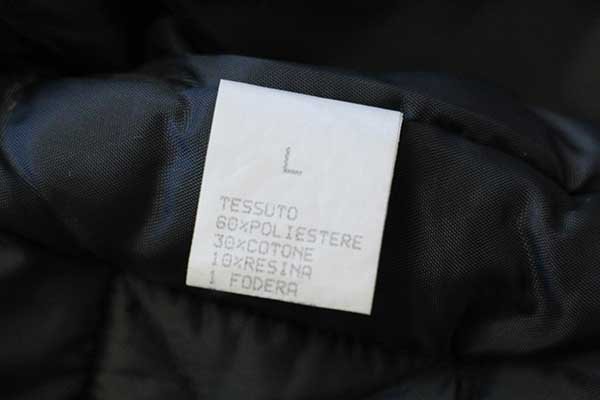 L
TESSUTO
60%POLIESTERE
30%COTONE
10%RESINA
1 FODERA